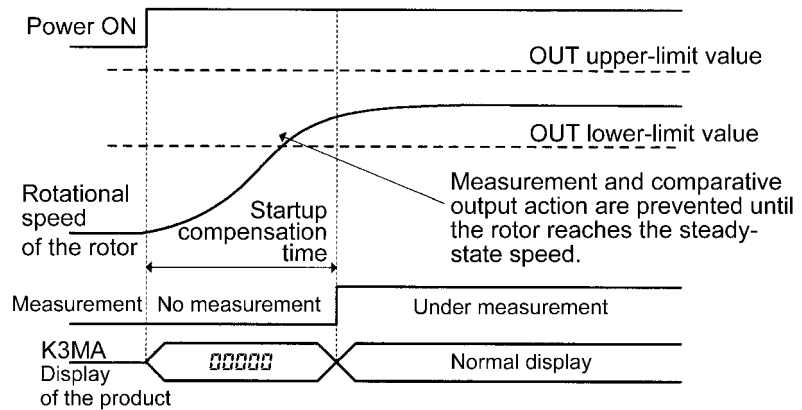 Power ON
OUT upper-limit value
OUT lower-limit value
Rotational
speed
of the rotor
Startup
compensation
time
Measurement and comparative
output action are prevented until
the rotor reaches the steady-
state speed.
Measurement
No measurement
Under measurement
K3MA
Display
of the product
00000
Normal display